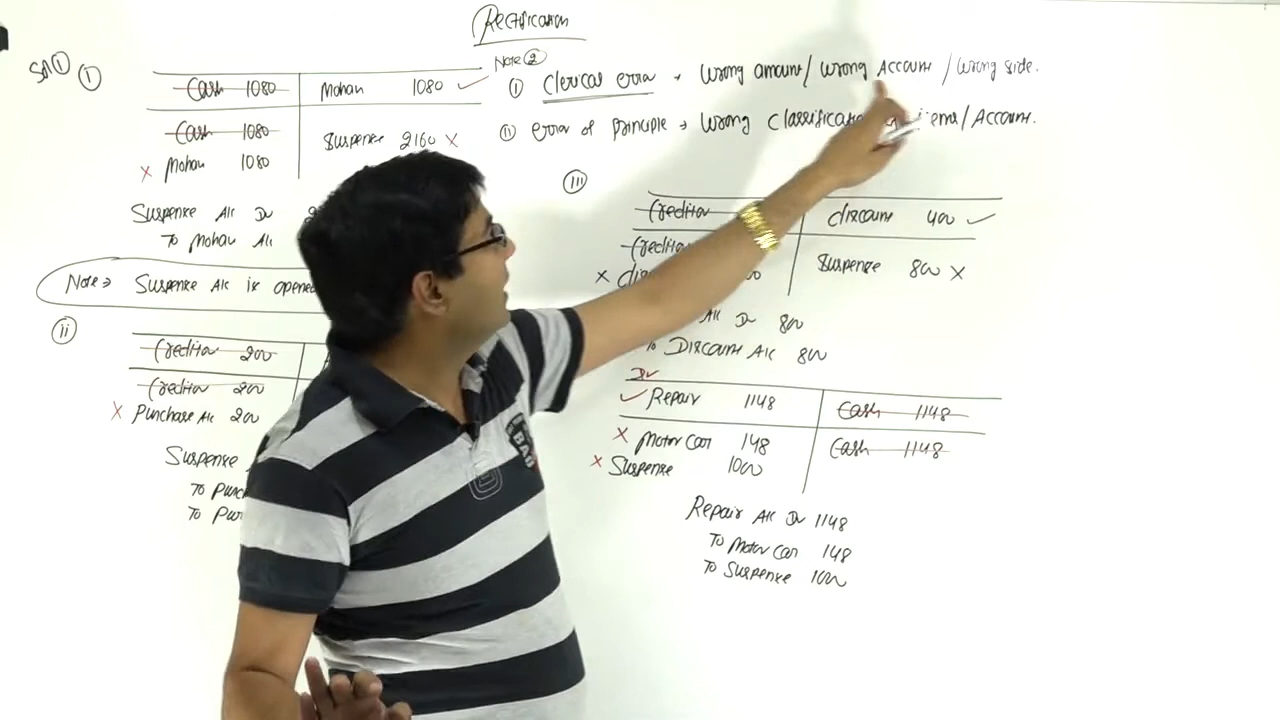 Rectification
SA ① ①
Cash 1080 Mohan 1080 ✓
Cash 1080 Suspense 2160 ×
× Mohan 1080
Suspense A/c Dr
To Mohan A/c
Note → Suspense A/c is opened
ⅱ
Creditor 200
Creditor 200
× Purchase A/c 200
Suspense
To Purch
To Pur
Note ②
① Clerical error → Wrong amount/ Wrong Account /Wrong side.
ⅱ Error of principle → Wrong Classification items/Account.
ⅲ
Creditor Discount 400 ✓
Creditor Suspense 800 ×
×
A/c Dr 800
To Discount A/c 800
Dr
✓ Repair 1148 Cash 1148
× Motor Car 148 Cash 1148
× Suspense 1000
Repair A/c Dr 1148
To Motor Car 148
To Suspense 1000